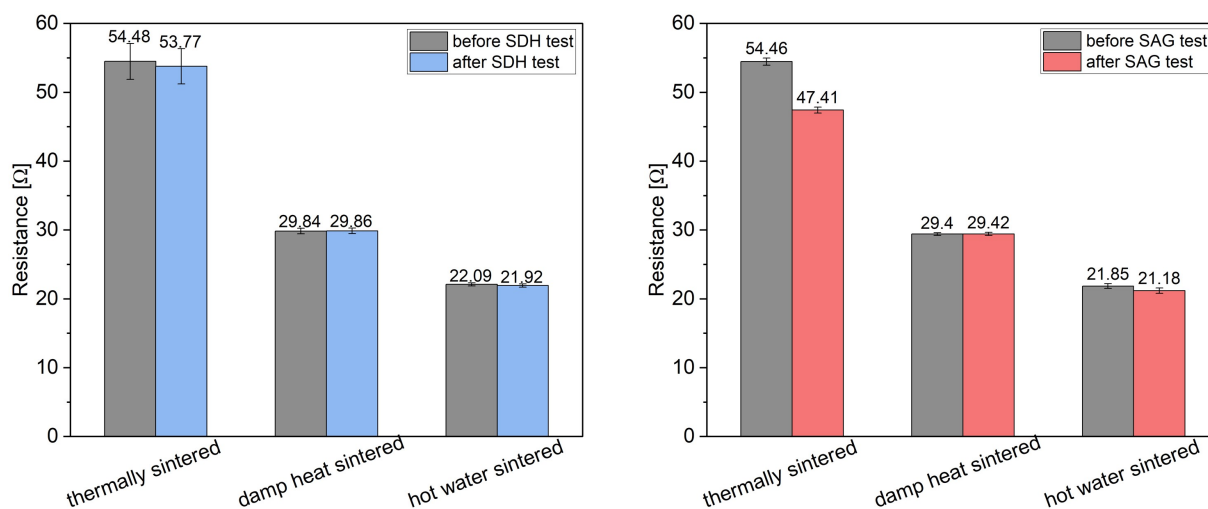 60
50
40
30
20
10
0
Resistance [Ω]
before SDH test
after SDH test
54.48
53.77
29.84
29.86
22.09
21.92
thermally sintered
damp heat sintered
hot water sintered
60
50
40
30
20
10
0
Resistance [Ω]
before SAG test
after SAG test
54.46
47.41
29.4
29.42
21.85
21.18
thermally sintered
damp heat sintered
hot water sintered